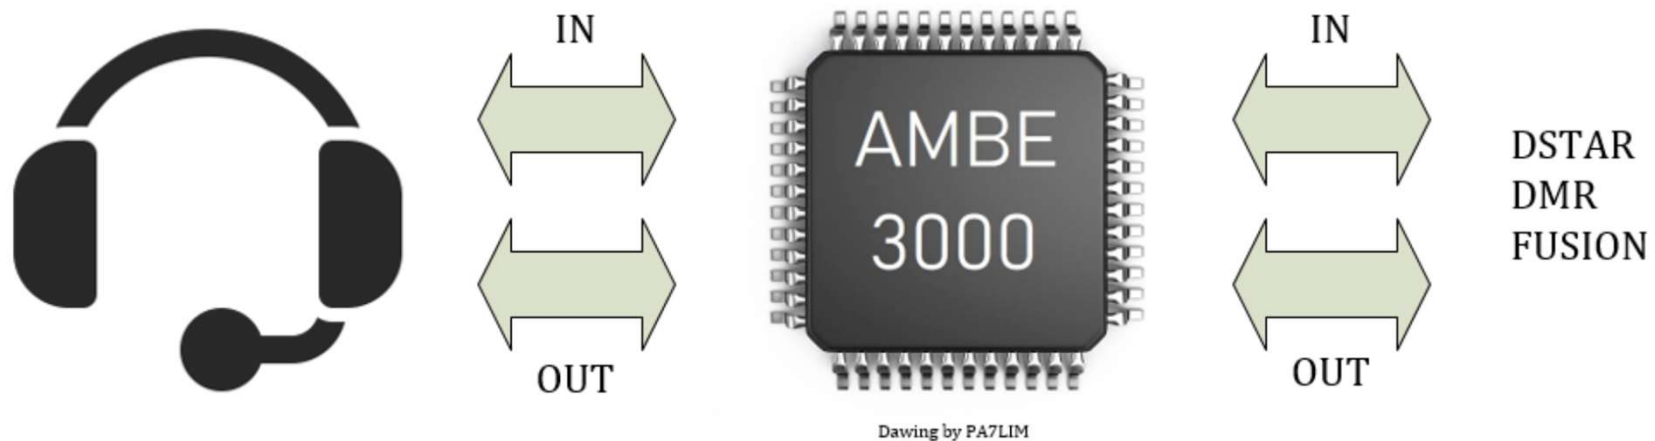 IN
IN
AMBE
3000
DSTAR
DMR
FUSION
OUT
OUT
Dawing by PA7LIM